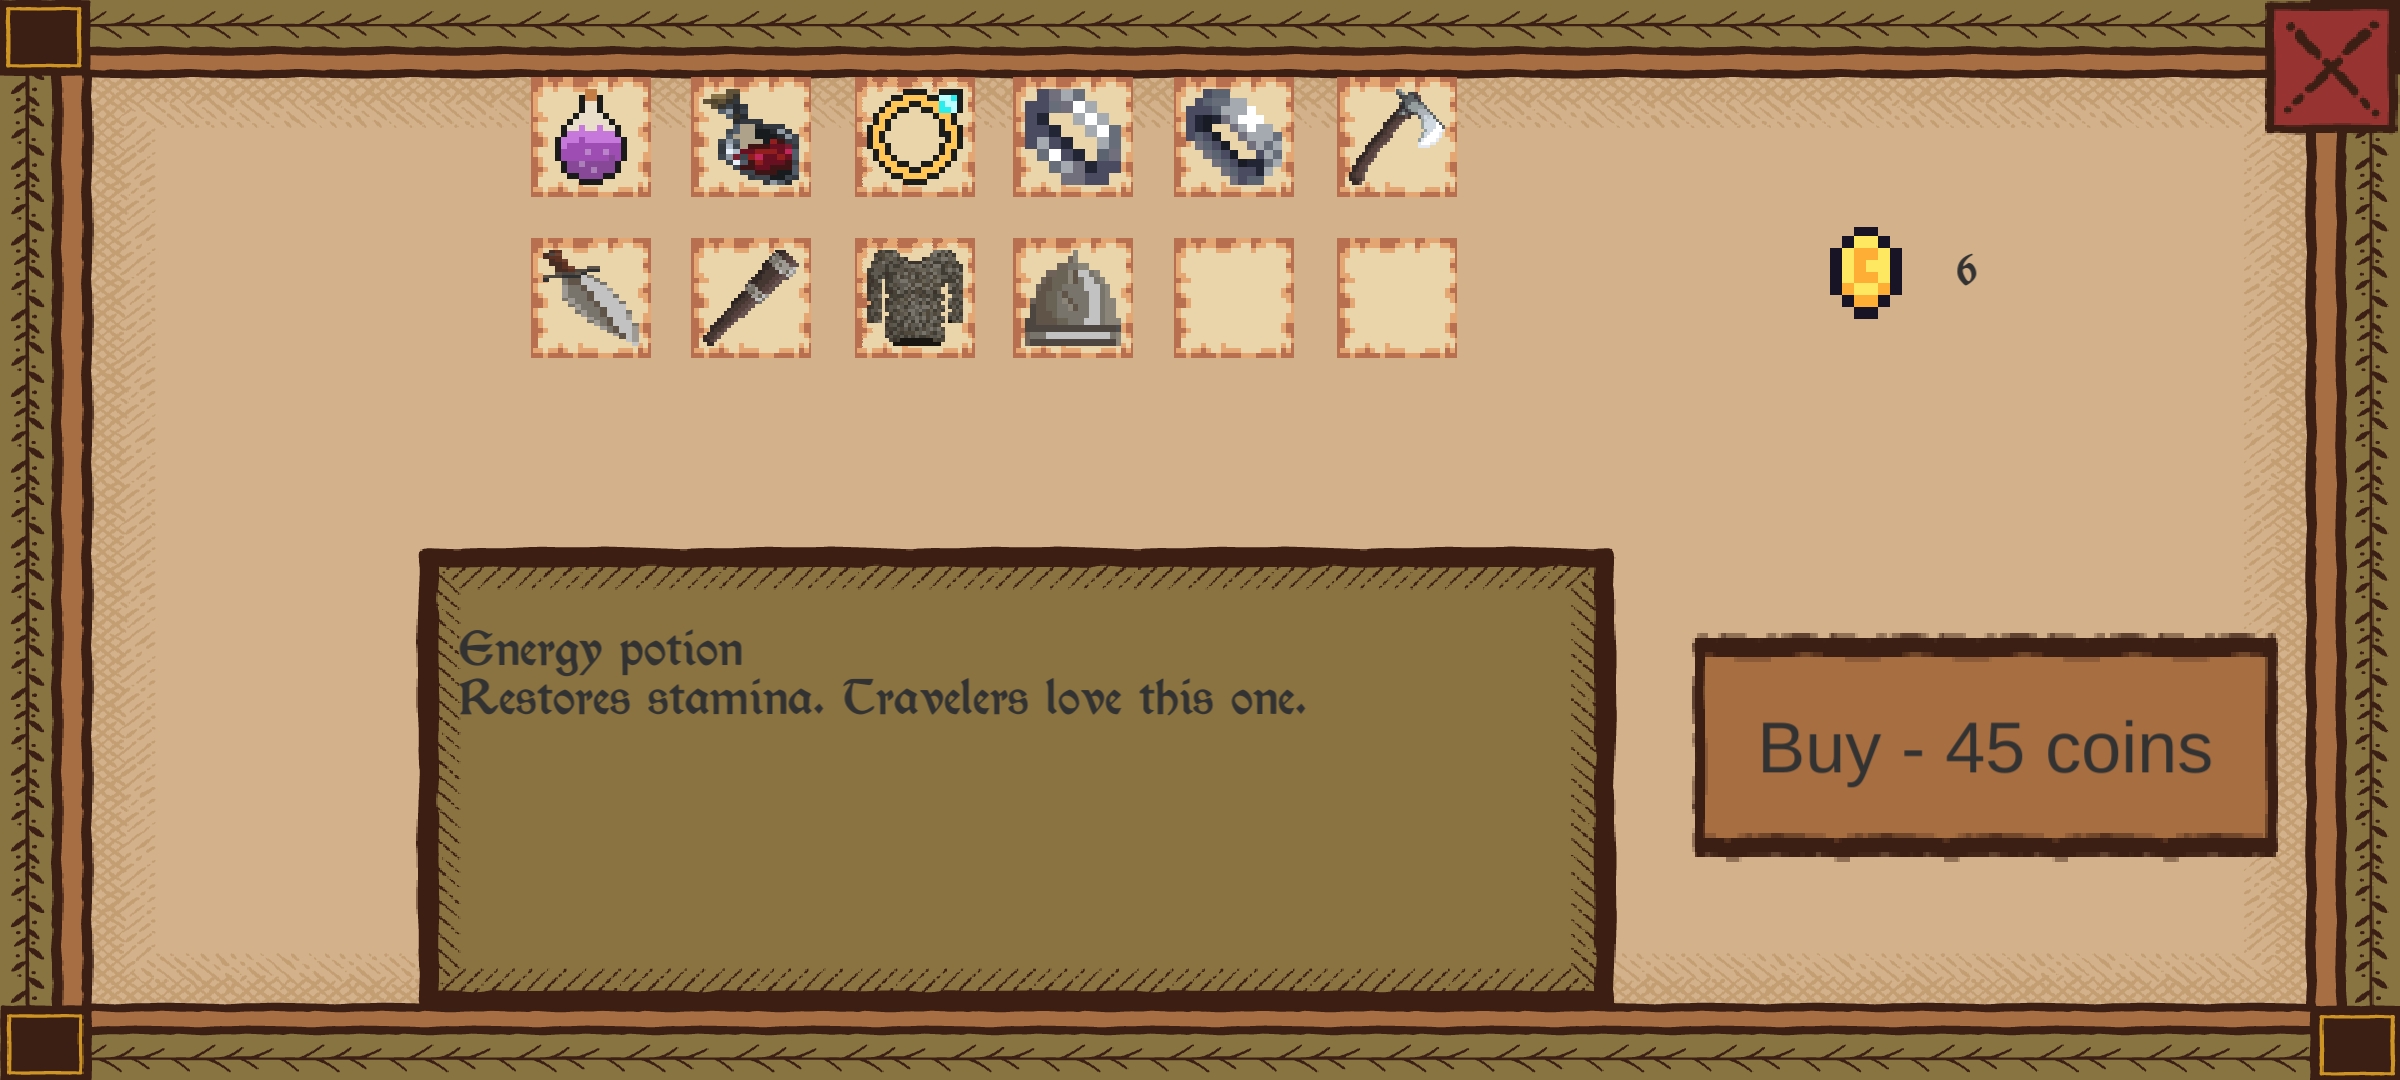 6
Energy potion
Restores stamina. Travelers love this one.
Buy - 45 coins